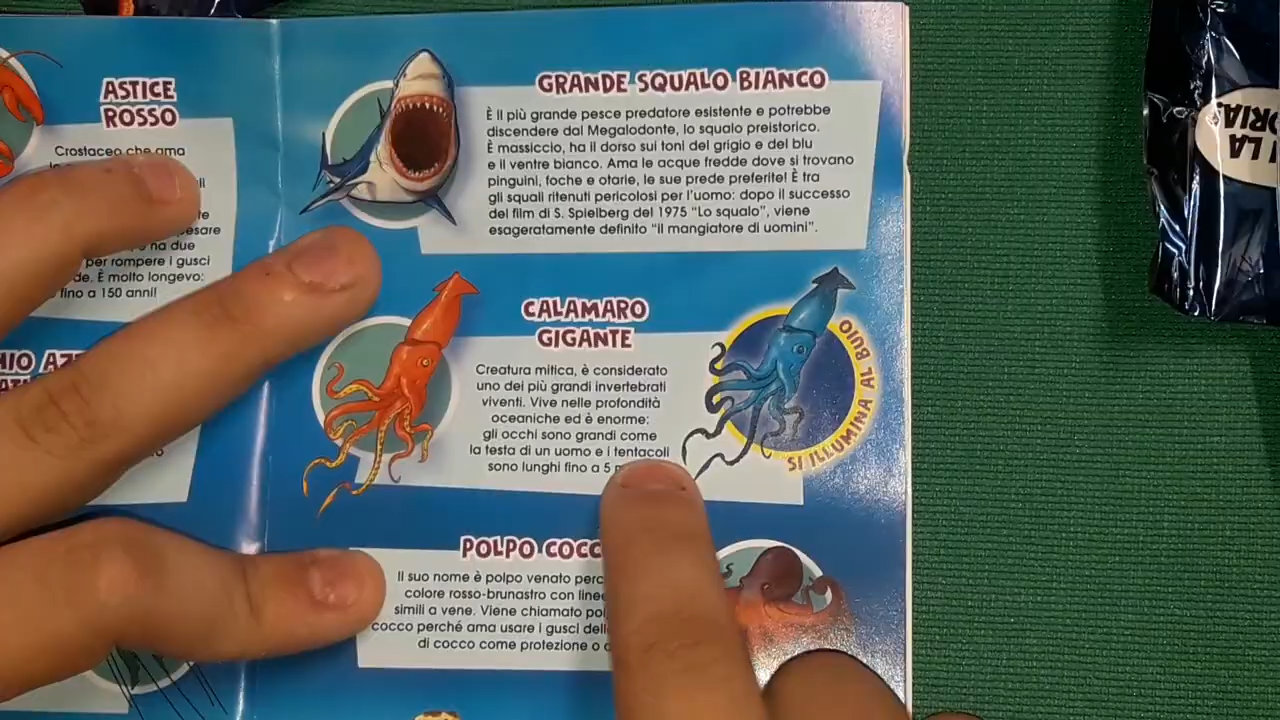 ASTICE
ROSSO
Crostaceo che ama
ha due
per rompere i gusci
È molto longevo:
fino a 150 anni!
GRANDE SQUALO BIANCO
È il più grande pesce predatore esistente e potrebbe
discendere dal Megalodonte, lo squalo preistorico.
È massiccio, ha il dorso sui toni del grigio e del blu
e il ventre bianco. Ama le acque fredde dove si trovano
pinguini, foche e otarie, le sue prede preferite! È tra
gli squali ritenuti pericolosi per l'uomo: dopo il successo
del film di S. Spielberg del 1975 "Lo squalo", viene
esageratamente definito "il mangiatore di uomini".
CALAMARO
GIGANTE
Creatura mitica, è considerato
uno dei più grandi invertebrati
viventi. Vive nelle profondità
oceaniche ed è enorme:
gli occhi sono grandi come
la testa di un uomo e i tentacoli
sono lunghi fino a 5
SI ILLUMINA AL BUIO
POLPO
Il suo nome è polpo venato
colore rosso-brunastro con
simili a vene. Viene chiamato
cocco perché ama usare i gusci
di cocco come protezione o
LA